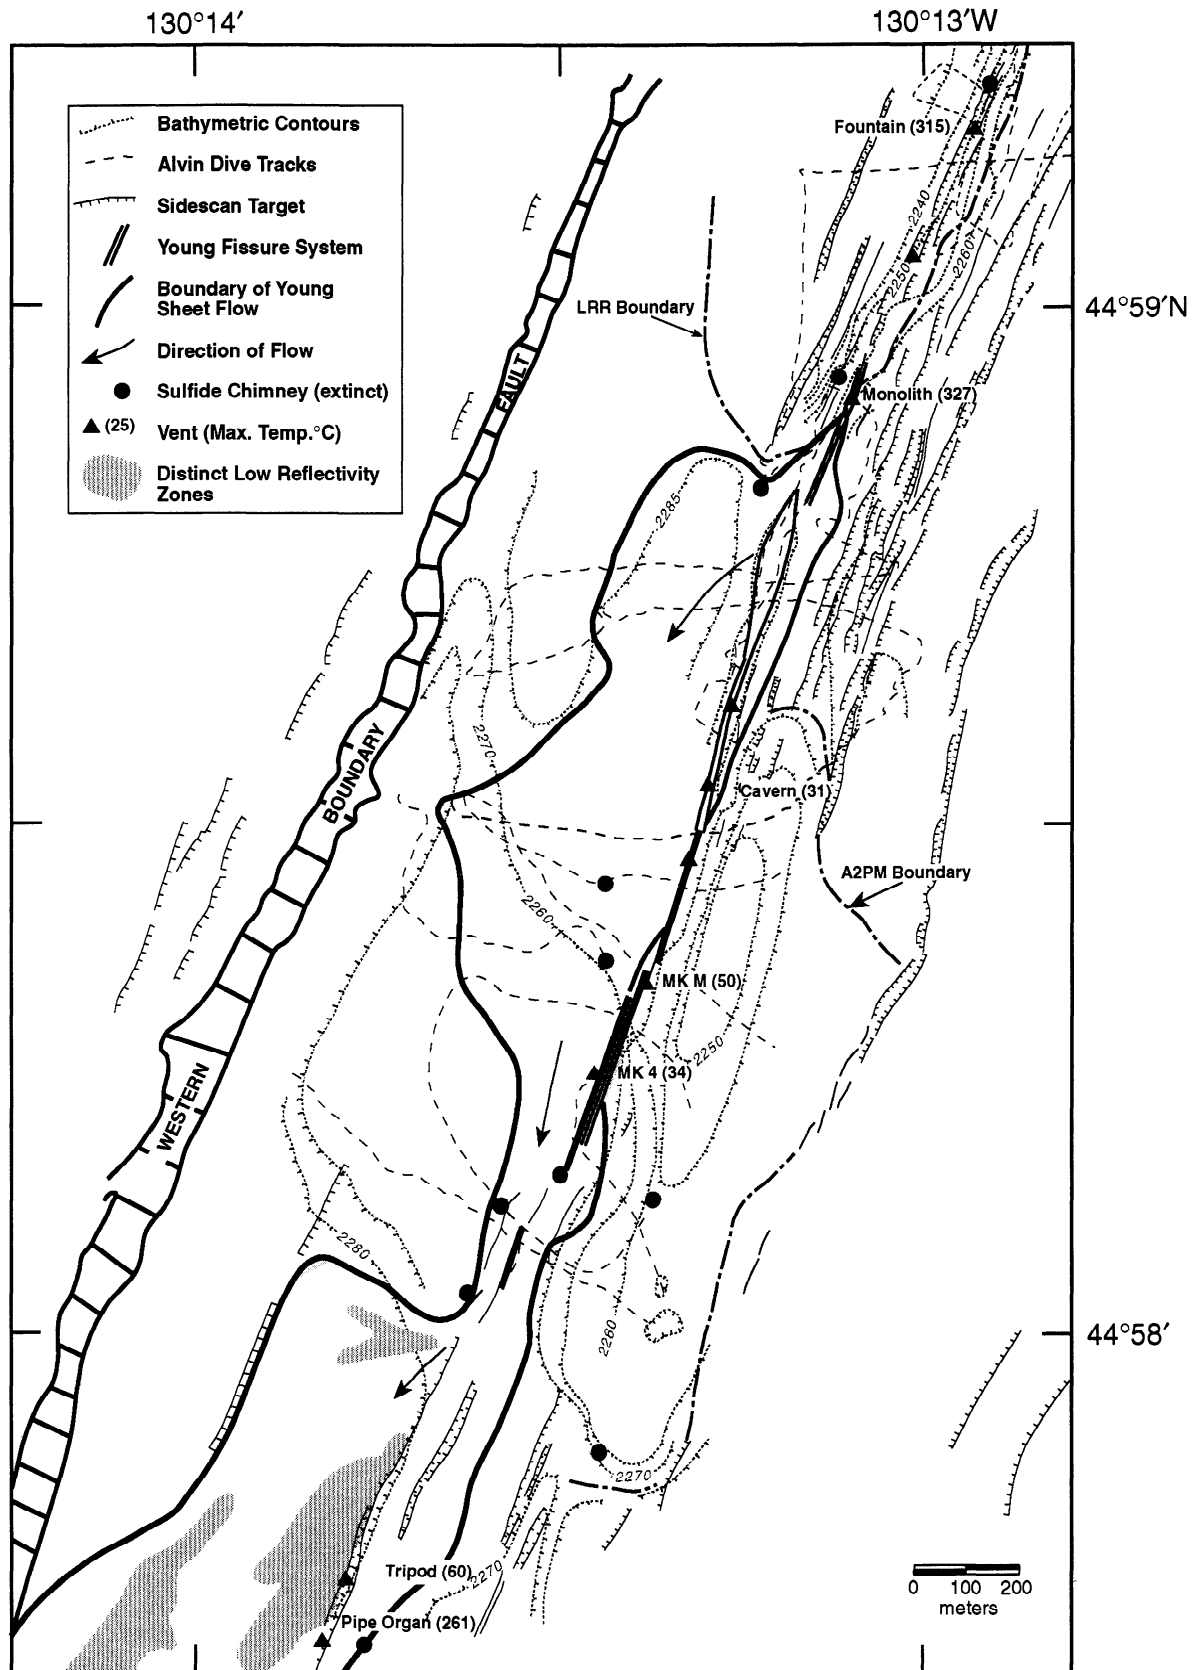 130°14′
130°13′W
Bathymetric Contours
Alvin Dive Tracks
Sidescan Target
Young Fissure System
Boundary of Young
Sheet Flow
Direction of Flow
Sulfide Chimney (extinct)
(25) Vent (Max. Temp.°C)
Distinct Low Reflectivity
Zones
Fountain (315)
2240
2250
2260
44°59′N
LRR Boundary
FAULT
Monolith (327)
2285
2270
BOUNDARY
Cavern (31)
A2PM Boundary
2260
MK M (50)
2250
MK 4 (34)
WESTERN
2280
2260
44°58′
2270
Tripod (60)
2270
Pipe Organ (261)
0 100 200
meters